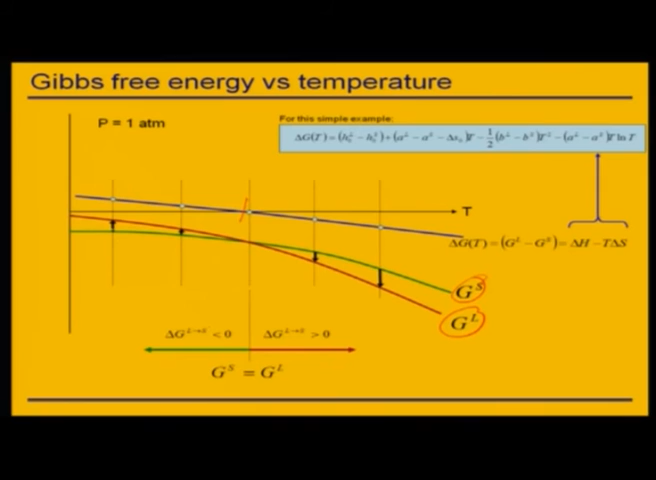 Gibbs free energy vs temperature
P = 1 atm
For this simple example:
T
ΔG(T) = (G^L − G^S) = ΔH − TΔS
G^S
G^L
ΔG^{L→S} < 0
ΔG^{L→S} > 0
G^S = G^L